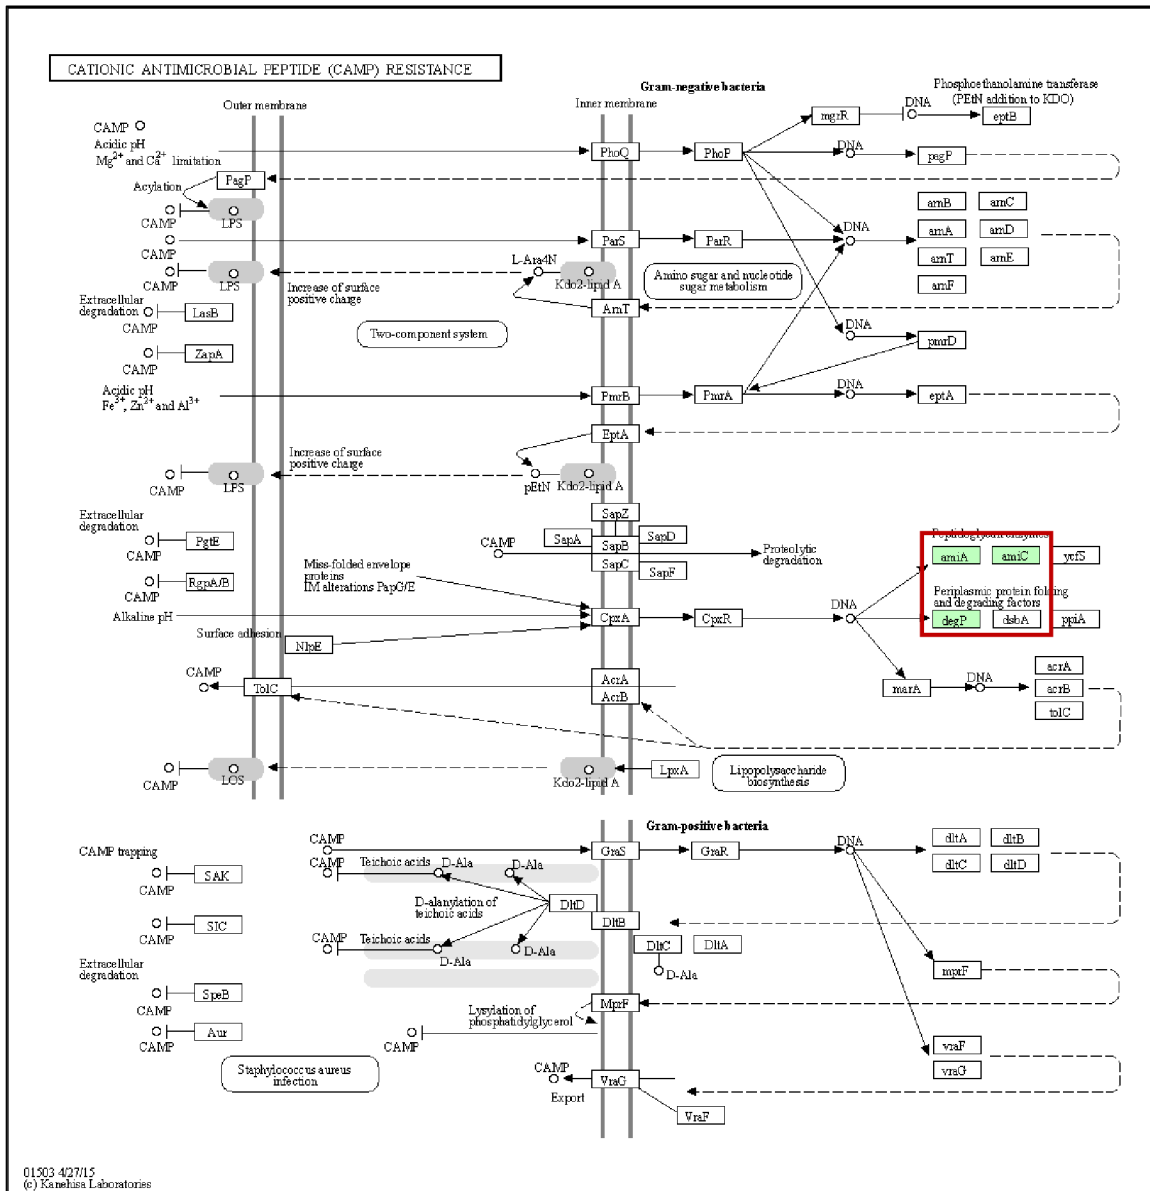 CATIONIC ANTIMICROBIAL PEPTIDE (CAMP) RESISTANCE
Gram-negative bacteria
Outer membrane
Inner membrane
Phosphoethanolamine transferase
(PEtN addition to KDO)
CAMP
Acidic pH
Mg2+ and Ca2+ limitation
PhoQ
PhoP
mgrR
DNA
eptB
DNA
pagP
PagP
Acylation
CAMP
LPS
ParS
ParR
DNA
arnB
arnC
arnA
arnD
arnT
arnE
arnF
CAMP
LPS
Increase of surface
positive charge
L-Ara4N
Kdo2-lipid A
Amino sugar and nucleotide
sugar metabolism
ArnT
Extracellular
degradation
LasB
CAMP
Two-component system
ZapA
CAMP
DNA
pmrD
Acidic pH
Fe3+, Zn2+ and Al3+
PmrB
PmrA
DNA
eptA
EptA
Increase of surface
positive charge
CAMP
LPS
pEtN
Kdo2-lipid A
Extracellular
degradation
PgtE
CAMP
RgpA/B
CAMP
CAMP
SapZ
SapA
SapB
SapD
SapC
SapF
Proteolytic
degradation
Miss-folded envelope
proteins
IM alterations PapG/E
Alkaline pH
Surface adhesion
NlpE
CpxA
CpxR
DNA
Peptidoglycan enzymes
amiA
amiC
ycfS
Periplasmic protein folding
and degrading factors
degP
dsbA
ppiA
marA
DNA
acrA
acrB
tolC
CAMP
TolC
AcrA
AcrB
CAMP
LOS
Kdo2-lipid A
LpxA
Lipopolysaccharide
biosynthesis
Gram-positive bacteria
CAMP trapping
SAK
CAMP
SIC
CAMP
Extracellular
degradation
SpeB
CAMP
Aur
CAMP
CAMP
GraS
GraR
DNA
dltA
dltB
dltC
dltD
CAMP
Teichoic acids
D-Ala
D-Ala
D-alanylation of
teichoic acids
DltD
DltB
CAMP
Teichoic acids
D-Ala
D-Ala
DltC
DltA
D-Ala
mprF
MprF
Lysylation of
phosphatidylglycerol
CAMP
vraF
vraG
CAMP
VraG
Export
VraF
Staphylococcus aureus
infection
01503 4/27/15
(c) Kanehisa Laboratories